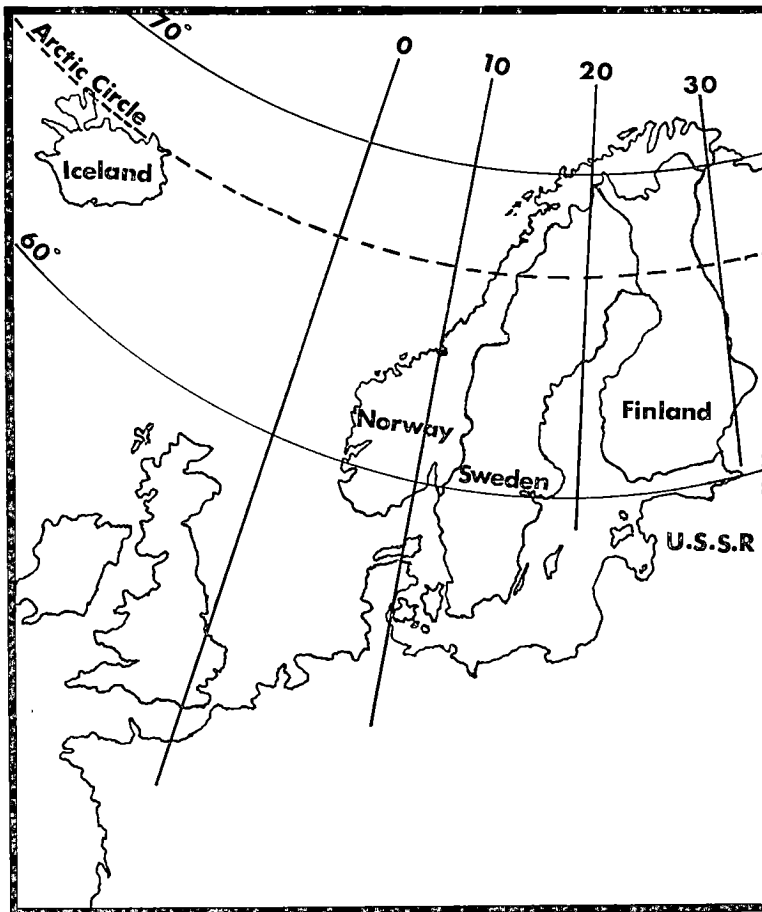 70°
Arctic Circle
0
10
20
30
Iceland
60°
Norway
Finland
Sweden
U.S.S.R